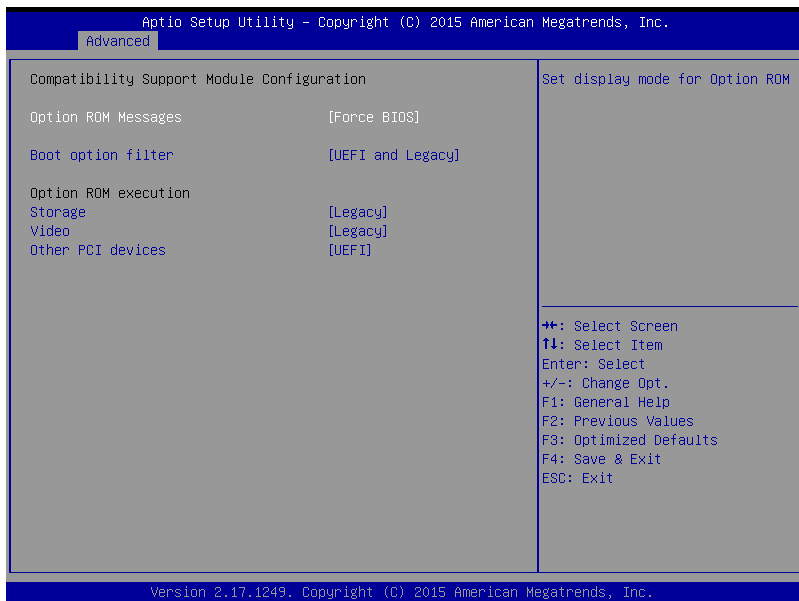 Aptio Setup Utility – Copyright (C) 2015 American Megatrends, Inc.
Advanced
Compatibility Support Module Configuration
Option ROM Messages [Force BIOS]
Boot option filter [UEFI and Legacy]
Option ROM execution
Storage [Legacy]
Video [Legacy]
Other PCI devices [UEFI]
Set display mode for Option ROM
→←: Select Screen
↑↓: Select Item
Enter: Select
+/-: Change Opt.
F1: General Help
F2: Previous Values
F3: Optimized Defaults
F4: Save & Exit
ESC: Exit
Version 2.17.1249. Copyright (C) 2015 American Megatrends, Inc.